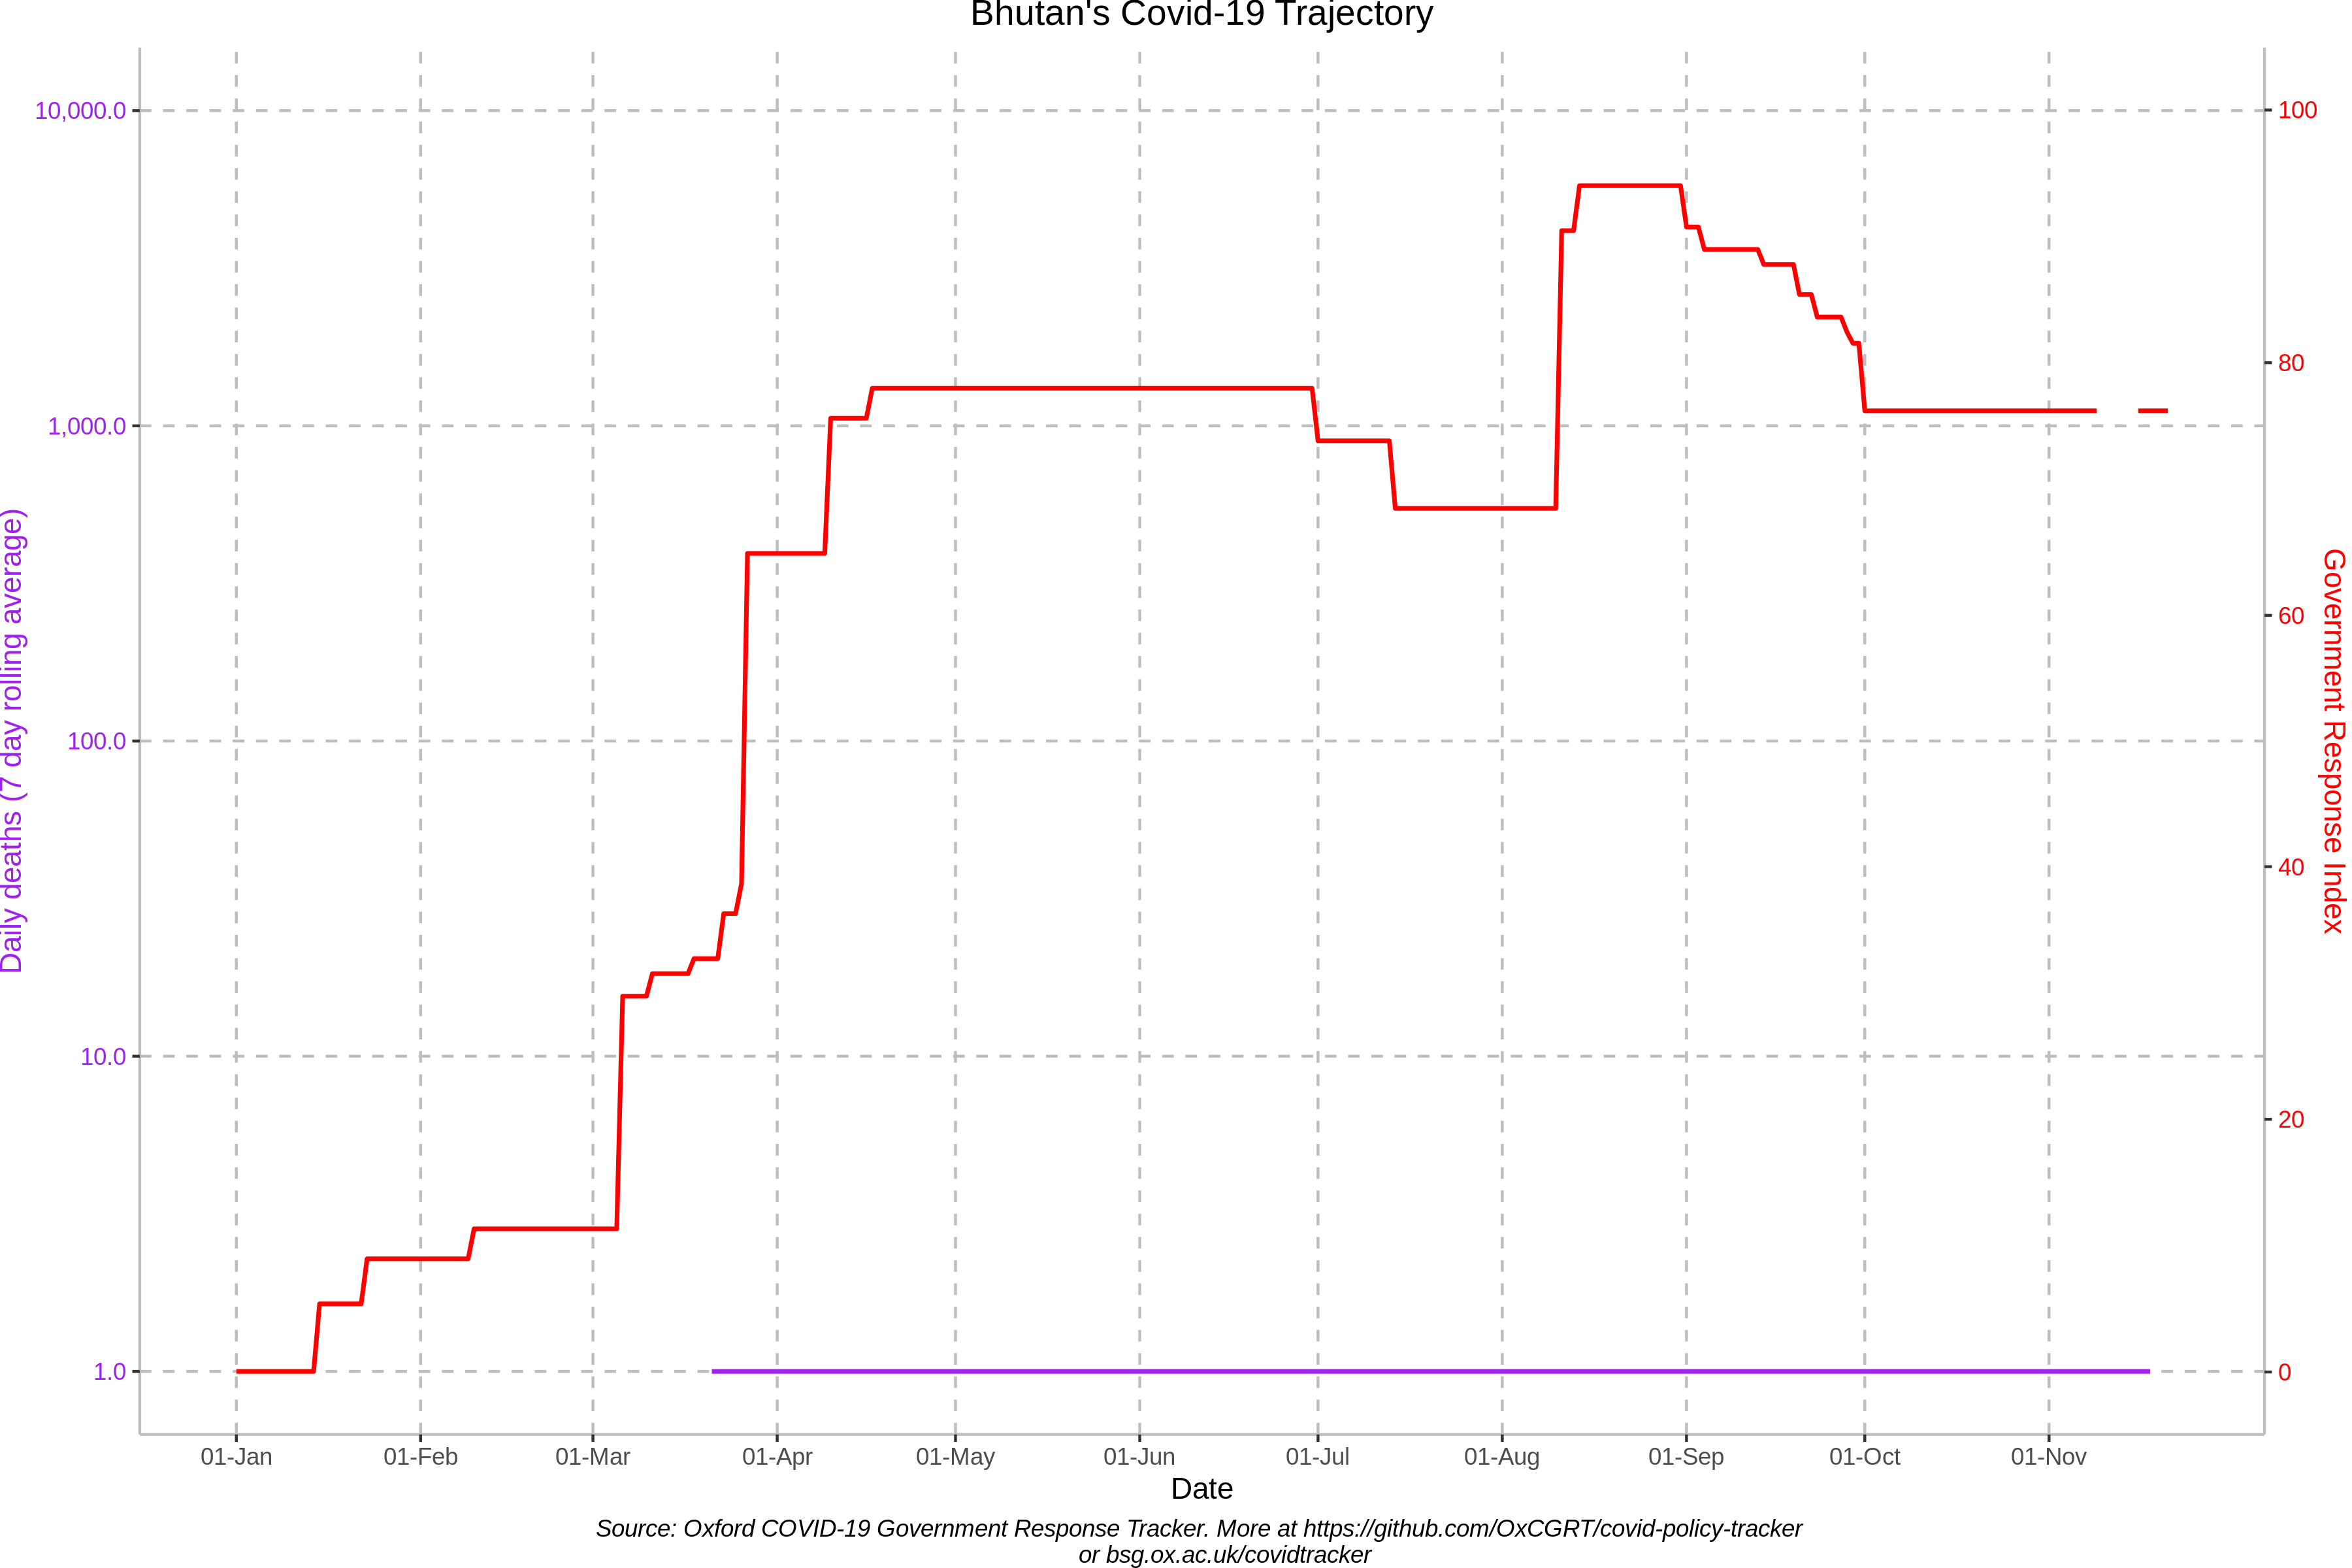 Bhutan's Covid-19 Trajectory
10,000.0
1,000.0
100.0
10.0
1.0
Daily deaths (7 day rolling average)
100
80
60
40
20
0
Government Response Index
01-Jan
01-Feb
01-Mar
01-Apr
01-May
01-Jun
01-Jul
01-Aug
01-Sep
01-Oct
01-Nov
Date
Source: Oxford COVID-19 Government Response Tracker. More at https://github.com/OxCGRT/covid-policy-tracker
or bsg.ox.ac.uk/covidtracker